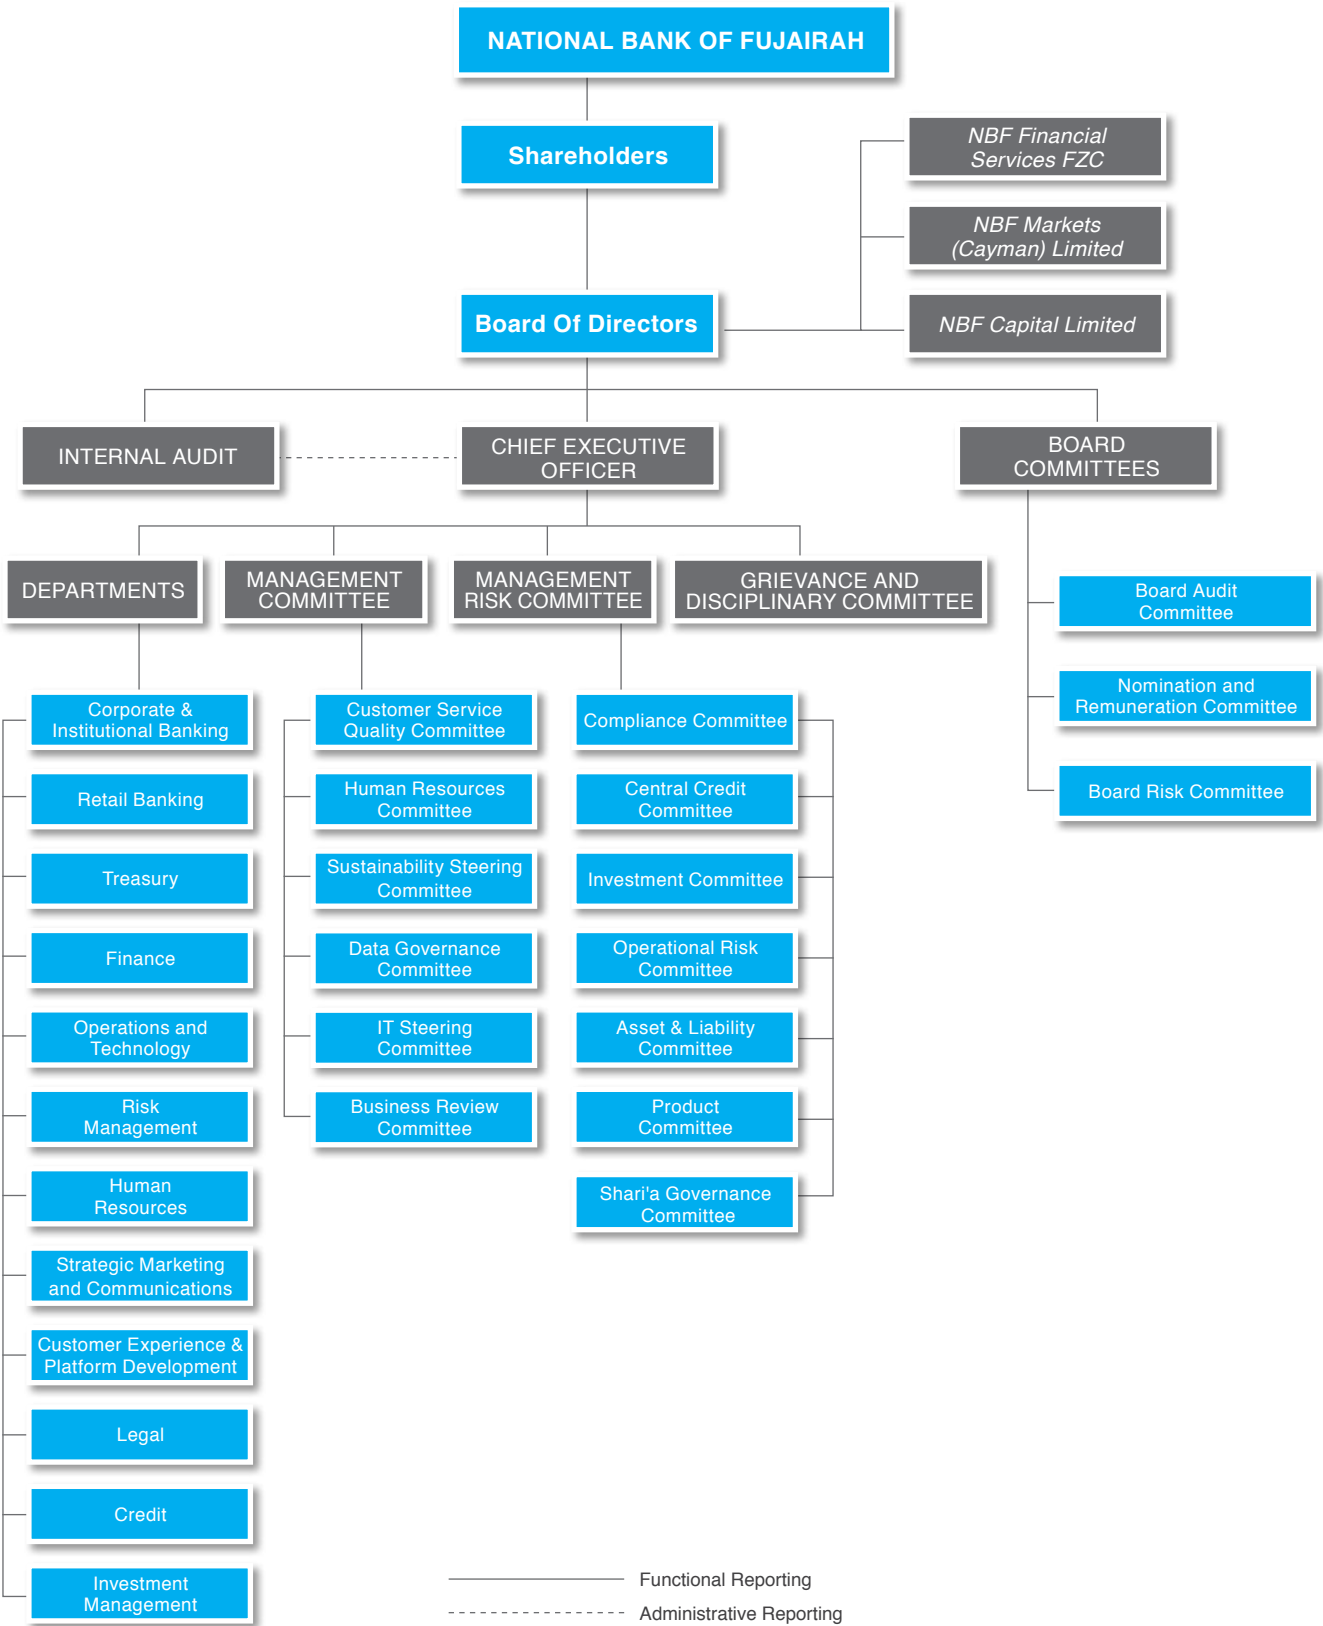 NATIONAL BANK OF FUJAIRAH
Shareholders
NBF Financial
Services FZC
NBF Markets
(Cayman) Limited
Board Of Directors
NBF Capital Limited
INTERNAL AUDIT
CHIEF EXECUTIVE
OFFICER
BOARD
COMMITTEES
DEPARTMENTS
MANAGEMENT
COMMITTEE
MANAGEMENT
RISK COMMITTEE
GRIEVANCE AND
DISCIPLINARY COMMITTEE
Board Audit
Committee
Nomination and
Remuneration Committee
Board Risk Committee
Corporate &
Institutional Banking
Retail Banking
Treasury
Finance
Operations and
Technology
Risk
Management
Human
Resources
Strategic Marketing
and Communications
Customer Experience &
Platform Development
Legal
Credit
Investment
Management
Customer Service
Quality Committee
Human Resources
Committee
Sustainability Steering
Committee
Data Governance
Committee
IT Steering
Committee
Business Review
Committee
Compliance Committee
Central Credit
Committee
Investment Committee
Operational Risk
Committee
Asset & Liability
Committee
Product
Committee
Shari'a Governance
Committee
Functional Reporting
Administrative Reporting